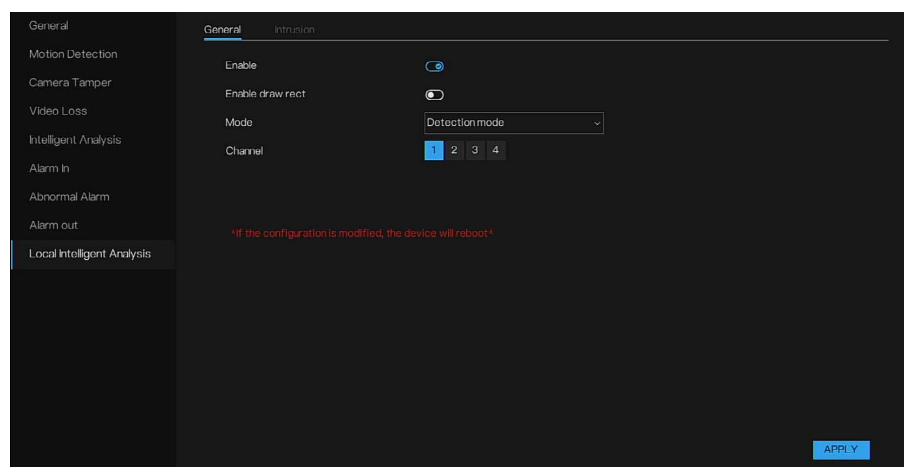 General
Motion Detection
Camera Tamper
Video Loss
Intelligent Analysis
Alarm In
Abnormal Alarm
Alarm out
Local Intelligent Analysis
General Intrusion
Enable
Enable draw rect
Mode Detection mode
Channel 1 2 3 4
*If the configuration is modified, the device will reboot*
APPLY